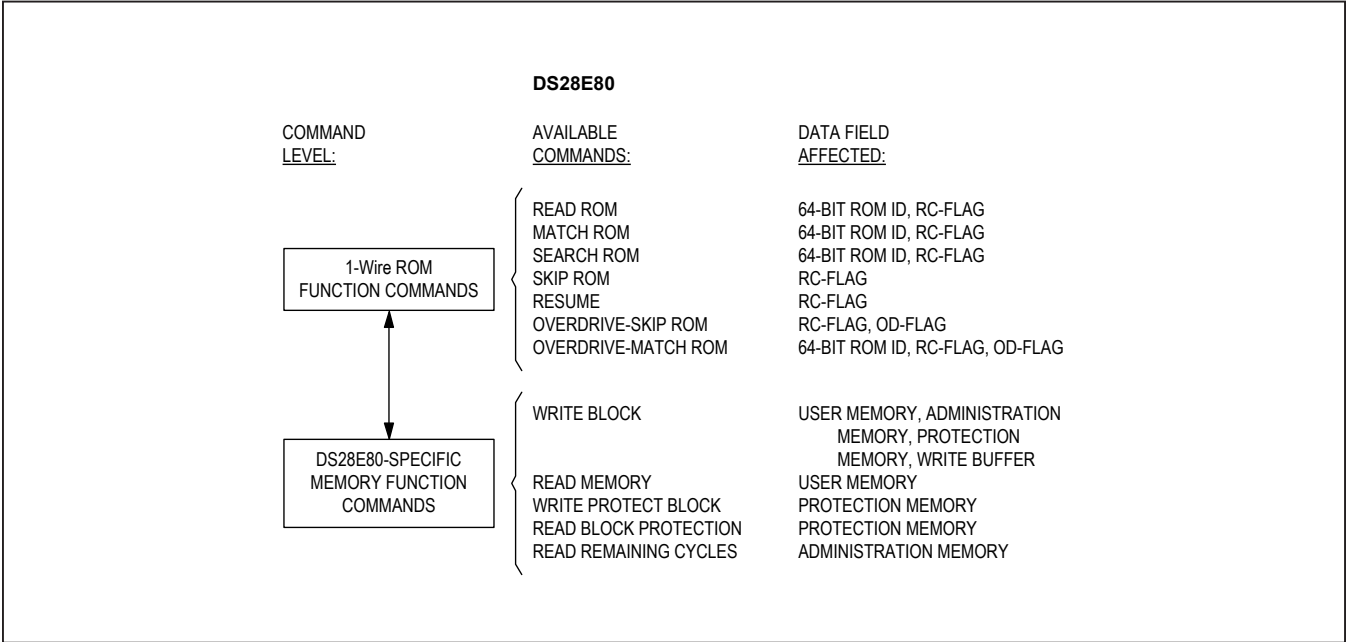 DS28E80
COMMAND AVAILABLE DATA FIELD
LEVEL: COMMANDS: AFFECTED:
READ ROM 64-BIT ROM ID, RC-FLAG
MATCH ROM 64-BIT ROM ID, RC-FLAG
SEARCH ROM 64-BIT ROM ID, RC-FLAG
1-Wire ROM
FUNCTION COMMANDS
SKIP ROM RC-FLAG
RESUME RC-FLAG
OVERDRIVE-SKIP ROM RC-FLAG, OD-FLAG
OVERDRIVE-MATCH ROM 64-BIT ROM ID, RC-FLAG, OD-FLAG
WRITE BLOCK USER MEMORY, ADMINISTRATION
MEMORY, PROTECTION
MEMORY, WRITE BUFFER
DS28E80-SPECIFIC
MEMORY FUNCTION
COMMANDS
READ MEMORY USER MEMORY
WRITE PROTECT BLOCK PROTECTION MEMORY
READ BLOCK PROTECTION PROTECTION MEMORY
READ REMAINING CYCLES ADMINISTRATION MEMORY